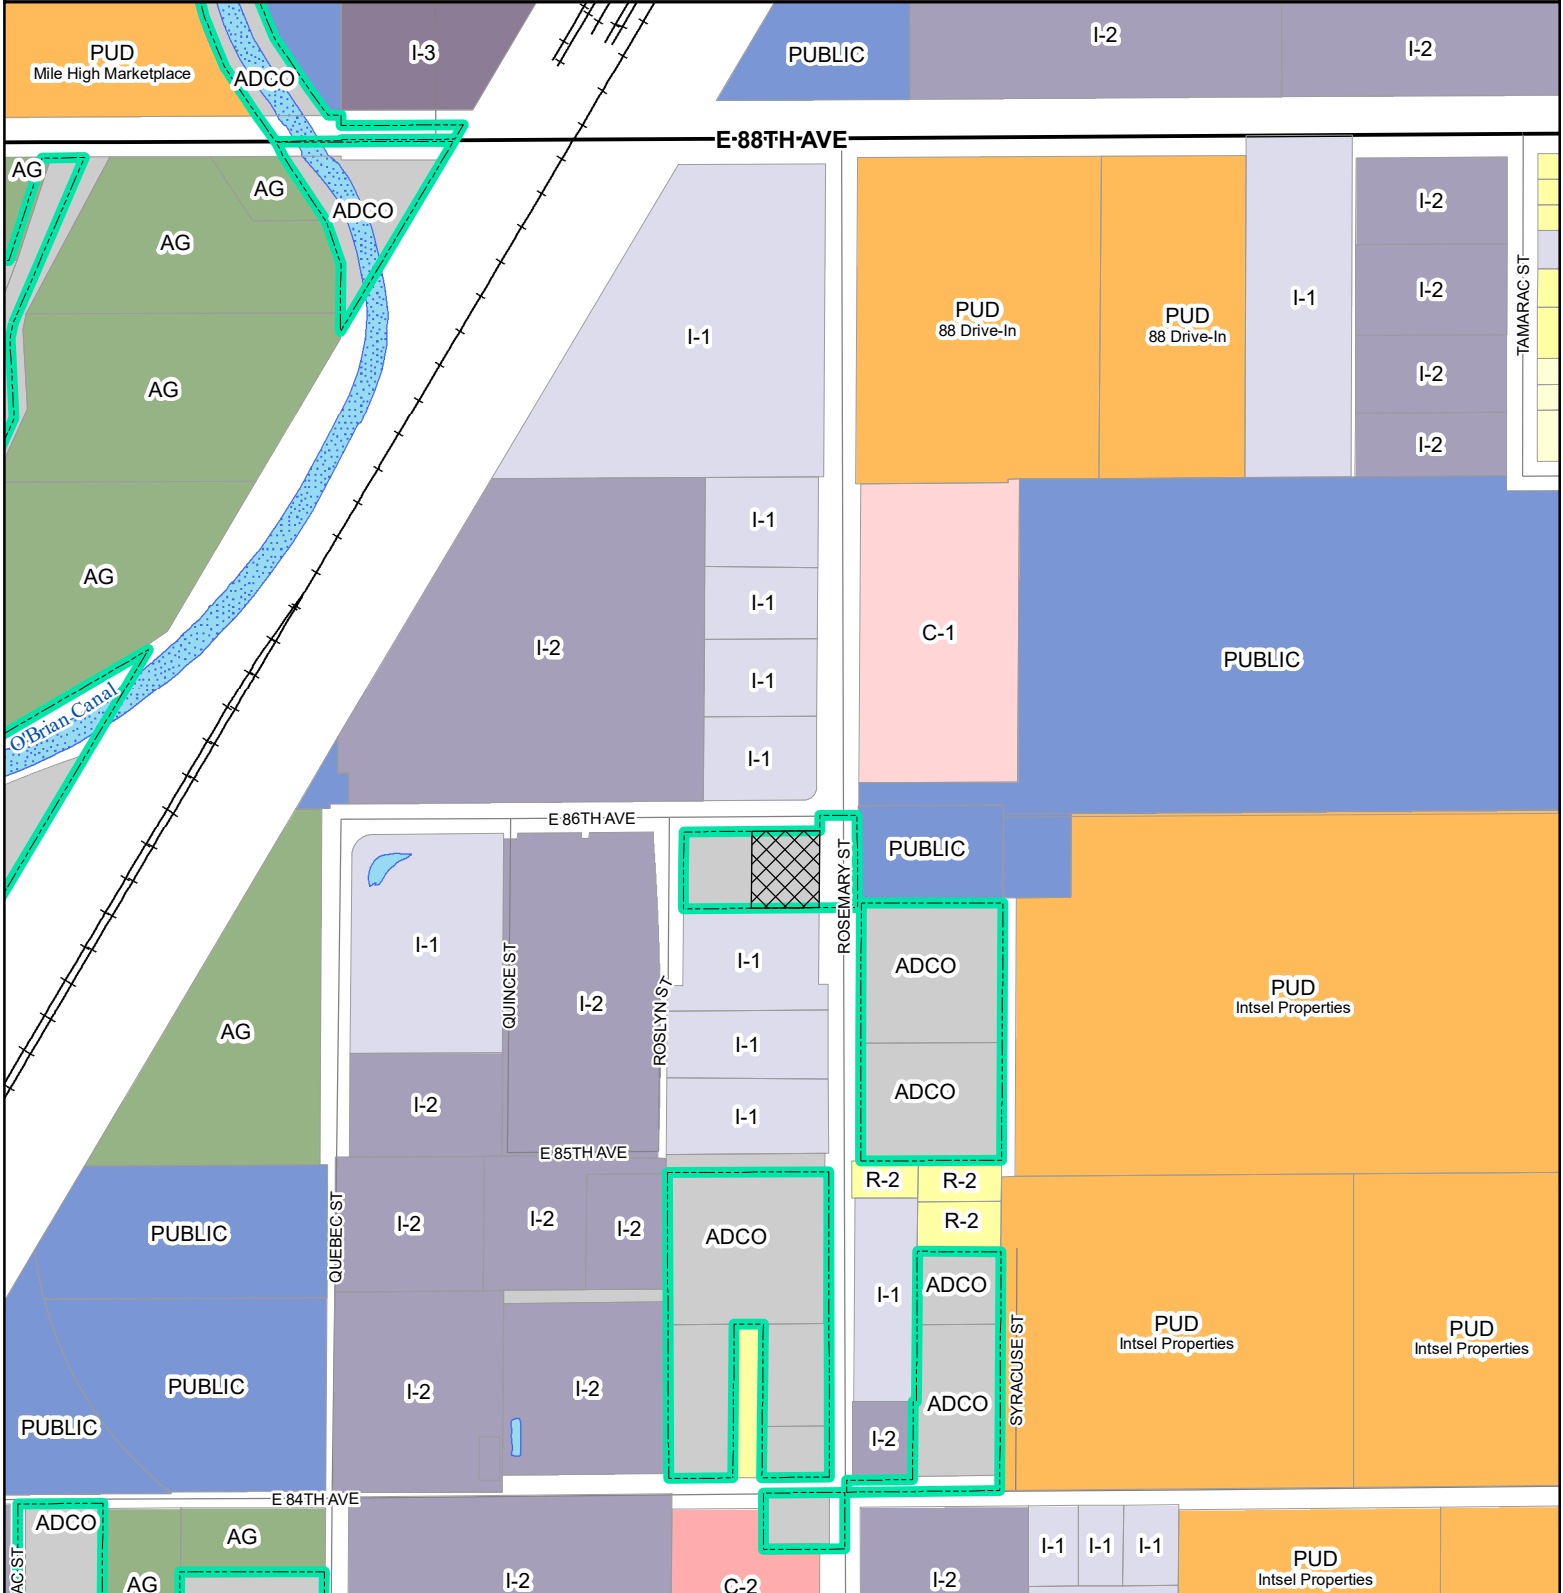 PUD
Mile High Marketplace
ADCO
I-3
PUBLIC
I-2
I-2
E 88TH AVE
AG
AG
ADCO
AG
I-1
PUD
88 Drive-In
PUD
88 Drive-In
I-1
I-2
I-2
I-2
I-2
TAMARAC ST
AG
AG
I-2
I-1
I-1
I-1
I-1
C-1
PUBLIC
O'Brian Canal
E 86TH AVE
ROSEMARY ST
PUBLIC
I-1
QUINCE ST
I-2
ROSLYN ST
I-1
I-1
I-1
ADCO
ADCO
PUD
Intsel Properties
AG
I-2
E 85TH AVE
R-2
R-2
R-2
PUBLIC
QUEBEC ST
I-2
I-2
I-2
ADCO
I-1
ADCO
ADCO
I-2
SYRACUSE ST
PUD
Intsel Properties
PUD
Intsel Properties
PUBLIC
PUBLIC
I-2
I-2
E 84TH AVE
ADCO
AC ST
AG
AG
I-2
C-2
I-2
I-1
I-1
I-1
PUD
Intsel Properties